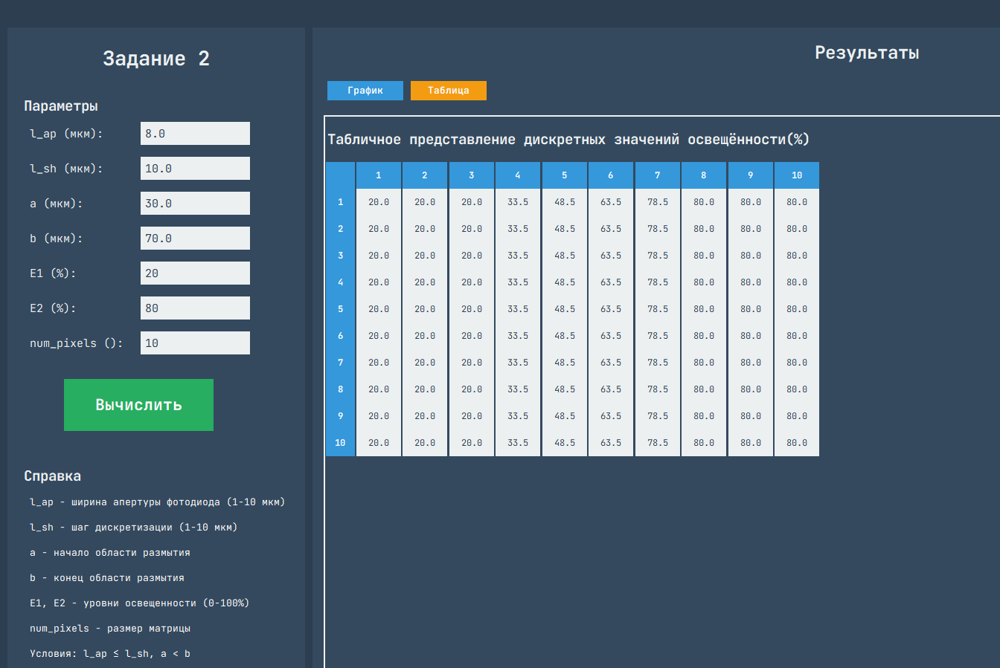 Задание 2
Параметры
l_ap (мкм): 8.0
l_sh (мкм): 10.0
a (мкм): 30.0
b (мкм): 70.0
E1 (%): 20
E2 (%): 80
num_pixels (): 10
Вычислить
Справка
l_ap - ширина апертуры фотодиода (1-10 мкм)
l_sh - шаг дискретизации (1-10 мкм)
a - начало области размытия
b - конец области размытия
E1, E2 - уровни освещенности (0-100%)
num_pixels - размер матрицы
Условия: l_ap ≤ l_sh, a < b
Результаты
График Таблица
Табличное представление дискретных значений освещённости(%)
1 2 3 4 5 6 7 8 9 10
1 20.0 20.0 20.0 33.5 48.5 63.5 78.5 80.0 80.0 80.0
2 20.0 20.0 20.0 33.5 48.5 63.5 78.5 80.0 80.0 80.0
3 20.0 20.0 20.0 33.5 48.5 63.5 78.5 80.0 80.0 80.0
4 20.0 20.0 20.0 33.5 48.5 63.5 78.5 80.0 80.0 80.0
5 20.0 20.0 20.0 33.5 48.5 63.5 78.5 80.0 80.0 80.0
6 20.0 20.0 20.0 33.5 48.5 63.5 78.5 80.0 80.0 80.0
7 20.0 20.0 20.0 33.5 48.5 63.5 78.5 80.0 80.0 80.0
8 20.0 20.0 20.0 33.5 48.5 63.5 78.5 80.0 80.0 80.0
9 20.0 20.0 20.0 33.5 48.5 63.5 78.5 80.0 80.0 80.0
10 20.0 20.0 20.0 33.5 48.5 63.5 78.5 80.0 80.0 80.0